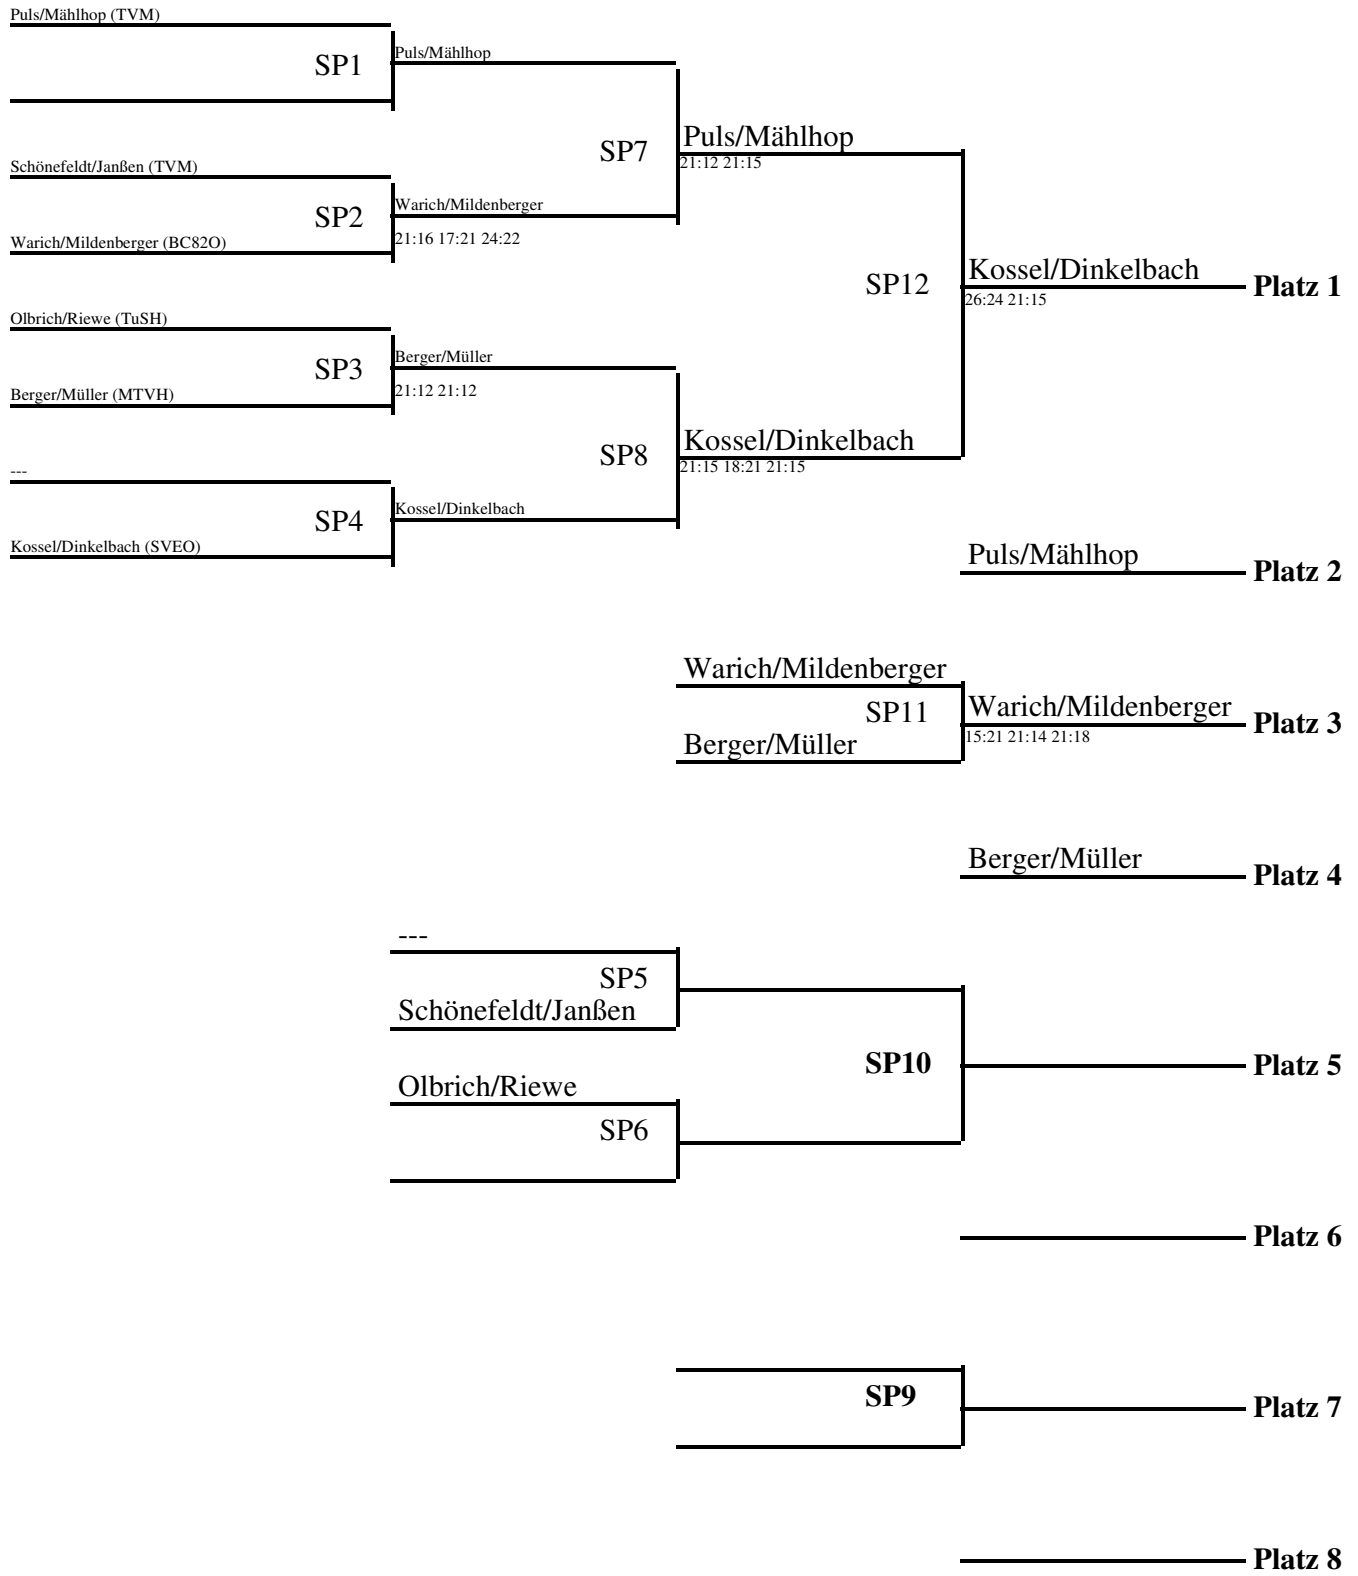 Puls/Mählhop (TVM)
SP1
Puls/Mählhop
Schönefeldt/Janßen (TVM)
SP2
Warich/Mildenberger
21:16 17:21 24:22
Warich/Mildenberger (BC82O)
SP7
Puls/Mählhop
21:12 21:15
Olbrich/Riewe (TuSH)
SP3
Berger/Müller
21:12 21:12
Berger/Müller (MTVH)
---
SP4
Kossel/Dinkelbach
Kossel/Dinkelbach (SVEO)
SP8
Kossel/Dinkelbach
21:15 18:21 21:15
SP12
Kossel/Dinkelbach
26:24 21:15
Platz 1
Puls/Mählhop
Platz 2
Warich/Mildenberger
SP11
Berger/Müller
Warich/Mildenberger
15:21 21:14 21:18
Platz 3
Berger/Müller
Platz 4
---
SP5
Schönefeldt/Janßen
Olbrich/Riewe
SP6
SP10
Platz 5
Platz 6
SP9
Platz 7
Platz 8